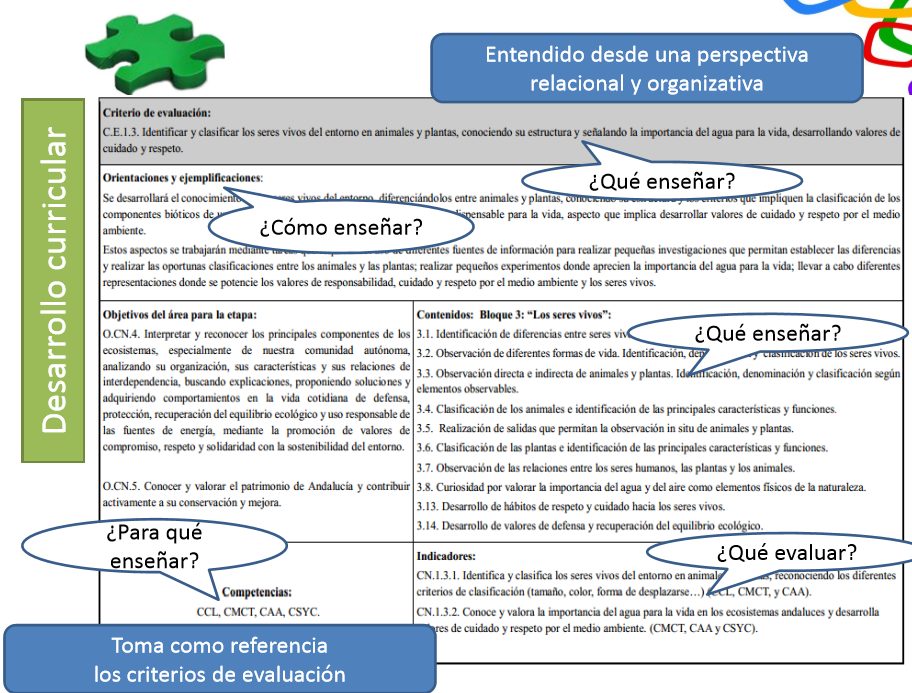 Entendido desde una perspectiva
relacional y organizativa
Desarrollo curricular
Criterio de evaluación:
C.E.1.3. Identificar y clasificar los seres vivos del entorno en animales y plantas, conociendo su estructura y señalando la importancia del agua para la vida, desarrollando valores de
cuidado y respeto.
¿Qué enseñar?
Orientaciones y ejemplificaciones:
Se desarrollará el conocimiento vivos del entorno, diferenciándolos entre animales y plantas, que impliquen la clasificación de los
componentes bióticos de para la vida, aspecto que implica desarrollar valores de cuidado y respeto por el medio
ambiente.
¿Cómo enseñar?
Estos aspectos se trabajarán mediante diferentes fuentes de información para realizar pequeñas investigaciones que permitan establecer las diferencias
y realizar las oportunas clasificaciones entre los animales y las plantas; realizar pequeños experimentos donde aprecien la importancia del agua para la vida; llevar a cabo diferentes
representaciones donde se potencie los valores de responsabilidad, cuidado y respeto por el medio ambiente y los seres vivos.
Objetivos del área para la etapa:
O.CN.4. Interpretar y reconocer los principales componentes de los
ecosistemas, especialmente de nuestra comunidad autónoma,
analizando su organización, sus características y sus relaciones de
interdependencia, buscando explicaciones, proponiendo soluciones y
adquiriendo comportamientos en la vida cotidiana de defensa,
protección, recuperación del equilibrio ecológico y uso responsable de
las fuentes de energía, mediante la promoción de valores de
compromiso, respeto y solidaridad con la sostenibilidad del entorno.
O.CN.5. Conocer y valorar el patrimonio de Andalucía y contribuir
activamente a su conservación y mejora.
Contenidos: Bloque 3: “Los seres vivos”:
3.1. Identificación de diferencias entre seres
¿Qué enseñar?
3.2. Observación de diferentes formas de vida. Identificación, y clasificación de los seres vivos.
3.3. Observación directa e indirecta de animales y plantas. Identificación, denominación y clasificación según
elementos observables.
3.4. Clasificación de los animales e identificación de las principales características y funciones.
3.5. Realización de salidas que permitan la observación in situ de animales y plantas.
3.6. Clasificación de las plantas e identificación de las principales características y funciones.
3.7. Observación de las relaciones entre los seres humanos, las plantas y los animales.
3.8. Curiosidad por valorar la importancia del agua y del aire como elementos físicos de la naturaleza.
3.13. Desarrollo de hábitos de respeto y cuidado hacia los seres vivos.
3.14. Desarrollo de valores de defensa y recuperación del equilibrio ecológico.
¿Para qué
enseñar?
Competencias:
CCL, CMCT, CAA, CSYC.
Indicadores:
¿Qué evaluar?
CN.1.3.1. Identifica y clasifica los seres vivos del entorno en reconociendo los diferentes
criterios de clasificación (tamaño, color, forma de desplazarse…) CMCT, y CAA).
CN.1.3.2. Conoce y valora la importancia del agua para la vida en los ecosistemas andaluces y desarrolla
de cuidado y respeto por el medio ambiente. (CMCT, CAA y CSYC).
Toma como referencia
los criterios de evaluación